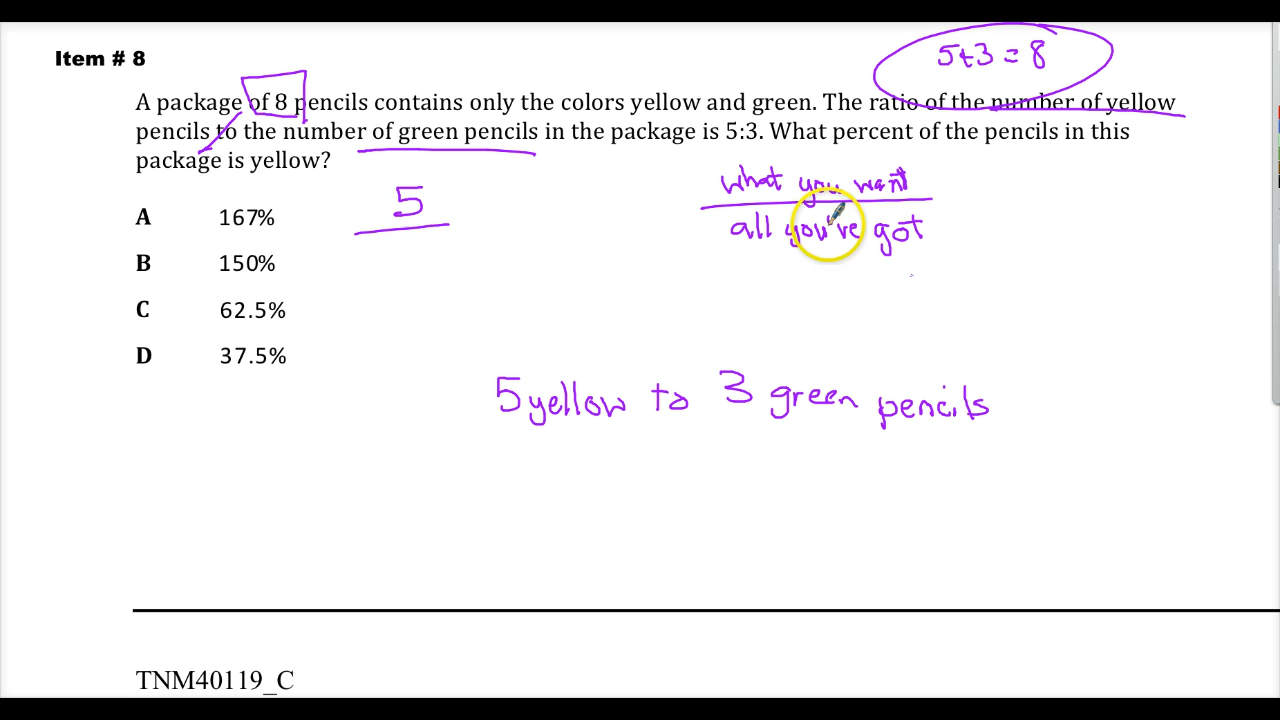 5+3=8
Item # 8
A package of 8 pencils contains only the colors yellow and green. The ratio of the number of yellow
pencils to the number of green pencils in the package is 5:3. What percent of the pencils in this
package is yellow?
what you want
all you've got
5
A 167%
B 150%
C 62.5%
D 37.5%
5 yellow to 3 green pencils
TNM40119_C